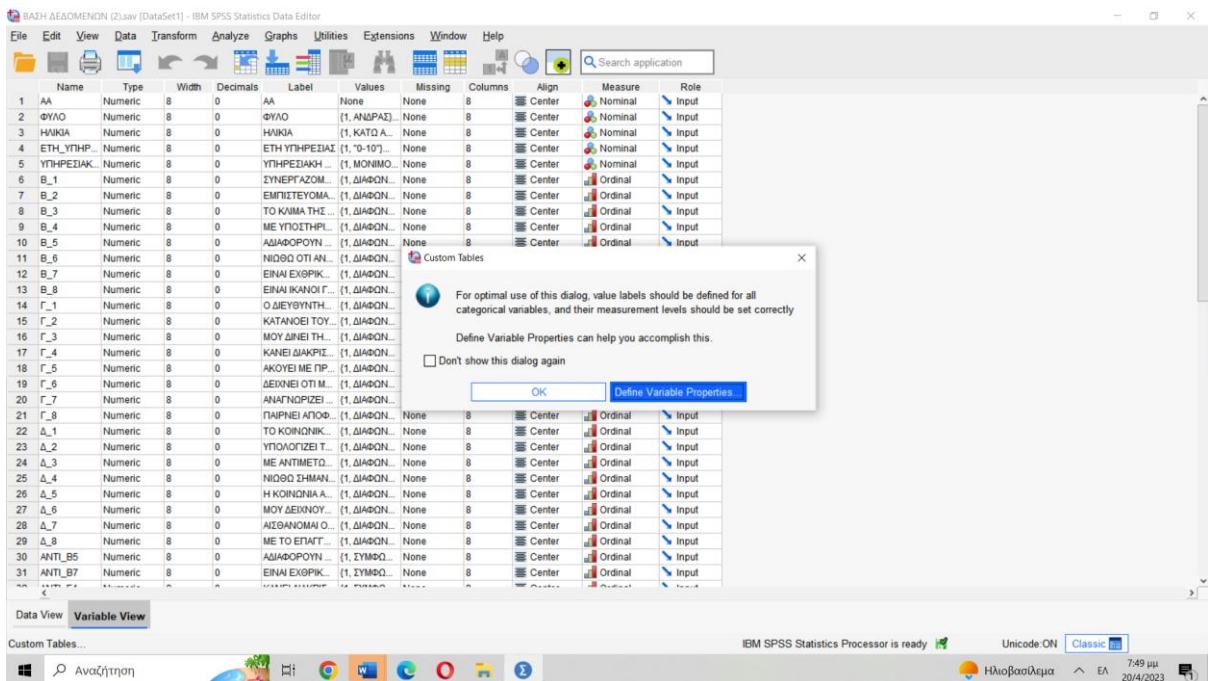 ΒΑΣΗ ΔΕΔΟΜΕΝΩΝ (2).sav [DataSet1] - IBM SPSS Statistics Data Editor
File Edit View Data Transform Analyze Graphs Utilities Extensions Window Help
Search application
Name Type Width Decimals Label Values Missing Columns Align Measure Role
1 AA Numeric 8 0 AA None None 8 Center Nominal Input
2 ΦΥΛΟ Numeric 8 0 ΦΥΛΟ {1, ΑΝΔΡΑΣ}... None 8 Center Nominal Input
3 ΗΛΙΚΙΑ Numeric 8 0 ΗΛΙΚΙΑ {1, ΚΑΤΩ Α... None 8 Center Nominal Input
4 ΕΤΗ_ΥΠΗΡ... Numeric 8 0 ΕΤΗ ΥΠΗΡΕΣΙΑΣ {1, "0-10"}... None 8 Center Nominal Input
5 ΥΠΗΡΕΣΙΑΚ... Numeric 8 0 ΥΠΗΡΕΣΙΑΚΗ ... {1, ΜΟΝΙΜΟ... None 8 Center Nominal Input
6 Β_1 Numeric 8 0 ΣΥΝΕΡΓΑΖΟΜ... {1, ΔΙΑΦΩΝ... None 8 Center Ordinal Input
7 Β_2 Numeric 8 0 ΕΜΠΙΣΤΕΥΟΜΑ... {1, ΔΙΑΦΩΝ... None 8 Center Ordinal Input
8 Β_3 Numeric 8 0 ΤΟ ΚΛΙΜΑ ΤΗΣ ... {1, ΔΙΑΦΩΝ... None 8 Center Ordinal Input
9 Β_4 Numeric 8 0 ΜΕ ΥΠΟΣΤΗΡΙ... {1, ΔΙΑΦΩΝ... None 8 Center Ordinal Input
10 Β_5 Numeric 8 0 ΑΔΙΑΦΟΡΟΥΝ ... {1, ΔΙΑΦΩΝ... None 8 Center Ordinal Input
11 Β_6 Numeric 8 0 ΝΙΩΘΩ ΟΤΙ ΑΝ... {1, ΔΙΑΦΩΝ...
12 Β_7 Numeric 8 0 ΕΙΝΑΙ ΕΧΘΡΙΚ... {1, ΔΙΑΦΩΝ...
13 Β_8 Numeric 8 0 ΕΙΝΑΙ ΙΚΑΝΟΙ Γ... {1, ΔΙΑΦΩΝ...
14 Γ_1 Numeric 8 0 Ο ΔΙΕΥΘΥΝΤΗ... {1, ΔΙΑΦΩΝ...
15 Γ_2 Numeric 8 0 ΚΑΤΑΝΟΕΙ ΤΟΥ... {1, ΔΙΑΦΩΝ...
16 Γ_3 Numeric 8 0 ΜΟΥ ΔΙΝΕΙ ΤΗ... {1, ΔΙΑΦΩΝ...
17 Γ_4 Numeric 8 0 ΚΑΝΕΙ ΔΙΑΚΡΙΣ... {1, ΔΙΑΦΩΝ...
18 Γ_5 Numeric 8 0 ΑΚΟΥΕΙ ΜΕ ΠΡ... {1, ΔΙΑΦΩΝ...
19 Γ_6 Numeric 8 0 ΔΕΙΧΝΕΙ ΟΤΙ Μ... {1, ΔΙΑΦΩΝ...
20 Γ_7 Numeric 8 0 ΑΝΑΓΝΩΡΙΖΕΙ ... {1, ΔΙΑΦΩΝ...
21 Γ_8 Numeric 8 0 ΠΑΙΡΝΕΙ ΑΠΟΦ... {1, ΔΙΑΦΩΝ... None 8 Center Ordinal Input
22 Δ_1 Numeric 8 0 ΤΟ ΚΟΙΝΩΝΙΚ... {1, ΔΙΑΦΩΝ... None 8 Center Ordinal Input
23 Δ_2 Numeric 8 0 ΥΠΟΛΟΓΙΖΕΙ Τ... {1, ΔΙΑΦΩΝ... None 8 Center Ordinal Input
24 Δ_3 Numeric 8 0 ΜΕ ΑΝΤΙΜΕΤΩ... {1, ΔΙΑΦΩΝ... None 8 Center Ordinal Input
25 Δ_4 Numeric 8 0 ΝΙΩΘΩ ΣΗΜΑΝ... {1, ΔΙΑΦΩΝ... None 8 Center Ordinal Input
26 Δ_5 Numeric 8 0 Η ΚΟΙΝΩΝΙΑ Α... {1, ΔΙΑΦΩΝ... None 8 Center Ordinal Input
27 Δ_6 Numeric 8 0 ΜΟΥ ΔΕΙΧΝΟΥ... {1, ΔΙΑΦΩΝ... None 8 Center Ordinal Input
28 Δ_7 Numeric 8 0 ΑΙΣΘΑΝΟΜΑΙ Ο... {1, ΔΙΑΦΩΝ... None 8 Center Ordinal Input
29 Δ_8 Numeric 8 0 ΜΕ ΤΟ ΕΠΑΓΓ... {1, ΔΙΑΦΩΝ... None 8 Center Ordinal Input
30 ANTI_B5 Numeric 8 0 ΑΔΙΑΦΟΡΟΥΝ ... {1, ΣΥΜΦΩ... None 8 Center Ordinal Input
31 ANTI_B7 Numeric 8 0 ΕΙΝΑΙ ΕΧΘΡΙΚ... {1, ΣΥΜΦΩ... None 8 Center Ordinal Input
Custom Tables
For optimal use of this dialog, value labels should be defined for all
categorical variables, and their measurement levels should be set correctly
Define Variable Properties can help you accomplish this.
Don't show this dialog again
OK Define Variable Properties...
Data View Variable View
Custom Tables... IBM SPSS Statistics Processor is ready Unicode:ON Classic
Αναζήτηση Ηλιοβασίλεμα ΕΛ 7:49 μμ
20/4/2023